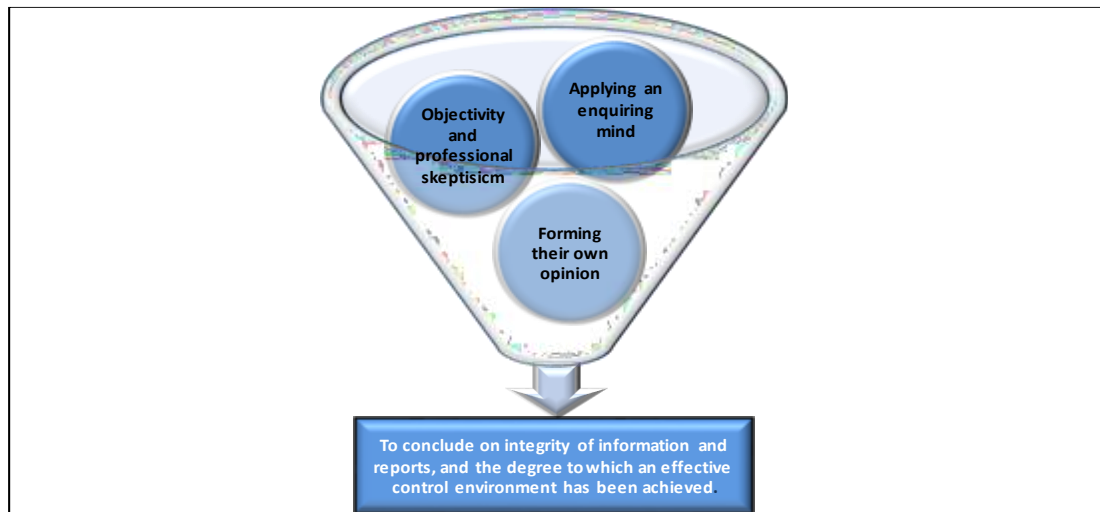 Applying an
enquiring
mind
Objectivity
and
professional
skeptisicm
Forming
their own
opinion
To conclude on integrity of information and
reports, and the degree to which an effective
control environment has been achieved.